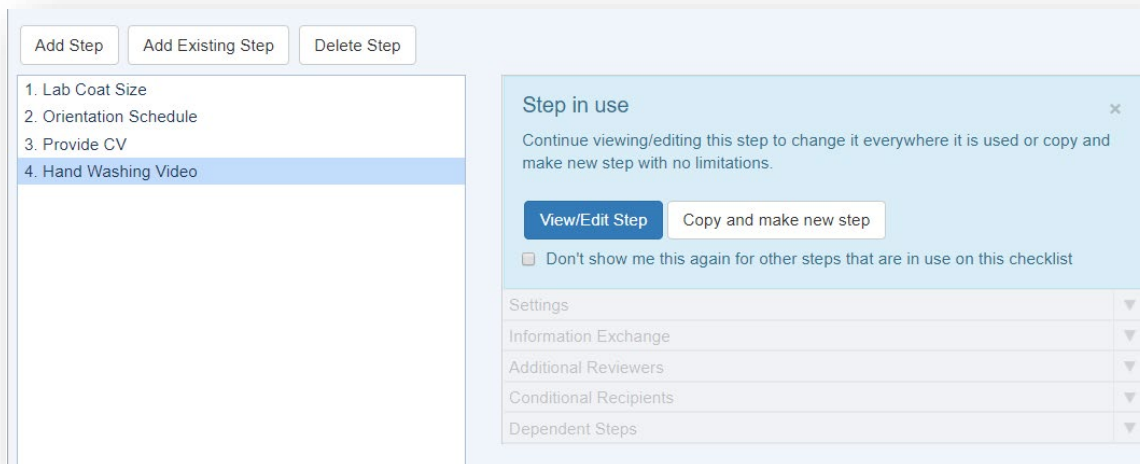 Add Step
Add Existing Step
Delete Step
1. Lab Coat Size
2. Orientation Schedule
3. Provide CV
4. Hand Washing Video
Step in use
×
Continue viewing/editing this step to change it everywhere it is used or copy and
make new step with no limitations.
View/Edit Step
Copy and make new step
Don't show me this again for other steps that are in use on this checklist
Settings
Information Exchange
Additional Reviewers
Conditional Recipients
Dependent Steps